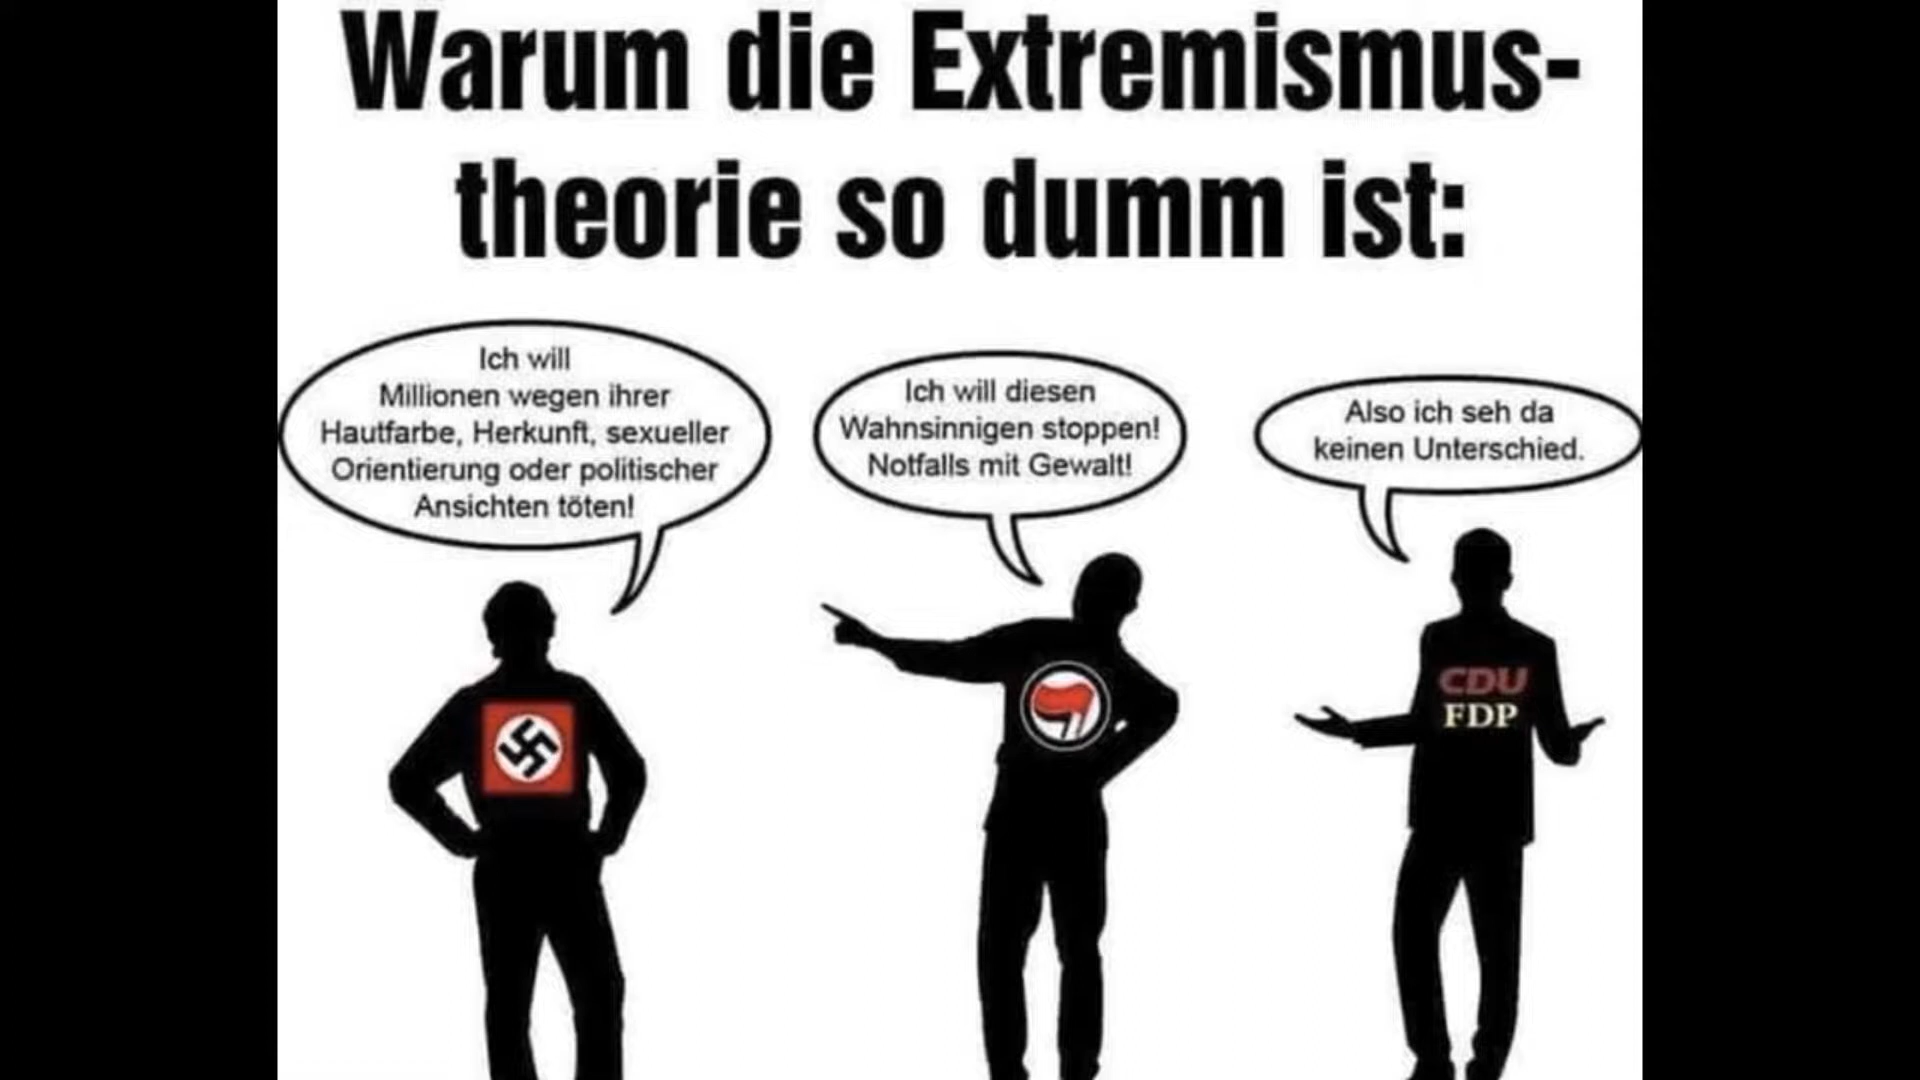 Warum die Extremismus-
theorie so dumm ist:
Ich will
Millionen wegen ihrer
Hautfarbe, Herkunft, sexueller
Orientierung oder politischer
Ansichten töten!
Ich will diesen
Wahnsinnigen stoppen!
Notfalls mit Gewalt!
Also ich seh da
keinen Unterschied.
CDU
FDP